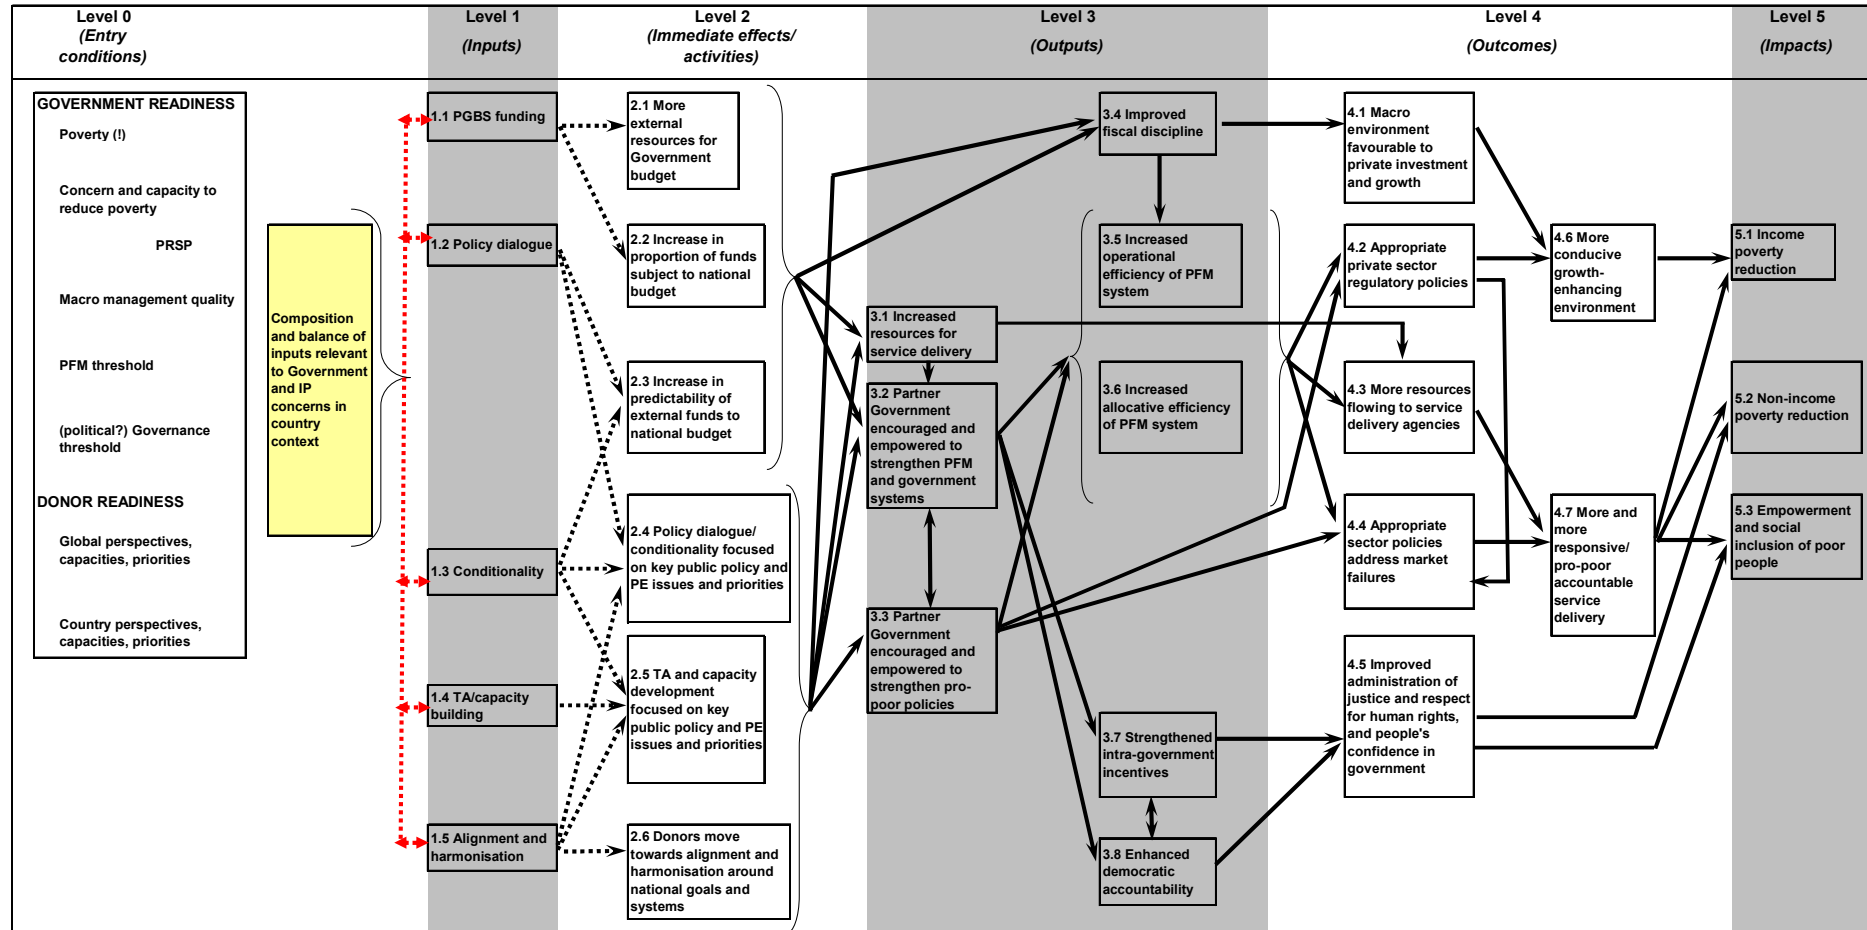 Level 0
(Entry
conditions)
Level 1
(Inputs)
Level 2
(Immediate effects/
activities)
Level 3
(Outputs)
Level 4
(Outcomes)
Level 5
(Impacts)
GOVERNMENT READINESS
Poverty (!)
Concern and capacity to
reduce poverty
PRSP
Macro management quality
PFM threshold
(political?) Governance
threshold
DONOR READINESS
Global perspectives,
capacities, priorities
Country perspectives,
capacities, priorities
Composition
and balance of
inputs relevant
to Government
and IP
concerns in
country
context
1.1 PGBS funding
1.2 Policy dialogue
1.3 Conditionality
1.4 TA/capacity
building
1.5 Alignment and
harmonisation
2.1 More
external
resources for
Government
budget
2.2 Increase in
proportion of funds
subject to national
budget
2.3 Increase in
predictability of
external funds to
national budget
2.4 Policy dialogue/
conditionality focused
on key public policy and
PE issues and priorities
2.5 TA and capacity
development
focused on key
public policy and PE
issues and priorities
2.6 Donors move
towards alignment and
harmonisation around
national goals and
systems
3.1 Increased
resources for
service delivery
3.2 Partner
Government
encouraged and
empowered to
strengthen PFM
and government
systems
3.3 Partner
Government
encouraged and
empowered to
strengthen pro-
poor policies
3.4 Improved
fiscal discipline
3.5 Increased
operational
efficiency of PFM
system
3.6 Increased
allocative efficiency
of PFM system
3.7 Strengthened
intra-government
incentives
3.8 Enhanced
democratic
accountability
4.1 Macro
environment
favourable to
private investment
and growth
4.2 Appropriate
private sector
regulatory policies
4.3 More resources
flowing to service
delivery agencies
4.4 Appropriate
sector policies
address market
failures
4.5 Improved
administration of
justice and respect
for human rights,
and people's
confidence in
government
4.6 More
conducive
growth-
enhancing
environment
4.7 More and
more
responsive/
pro-poor
accountable
service
delivery
5.1 Income
poverty
reduction
5.2 Non-income
poverty reduction
5.3 Empowerment
and social
inclusion of poor
people